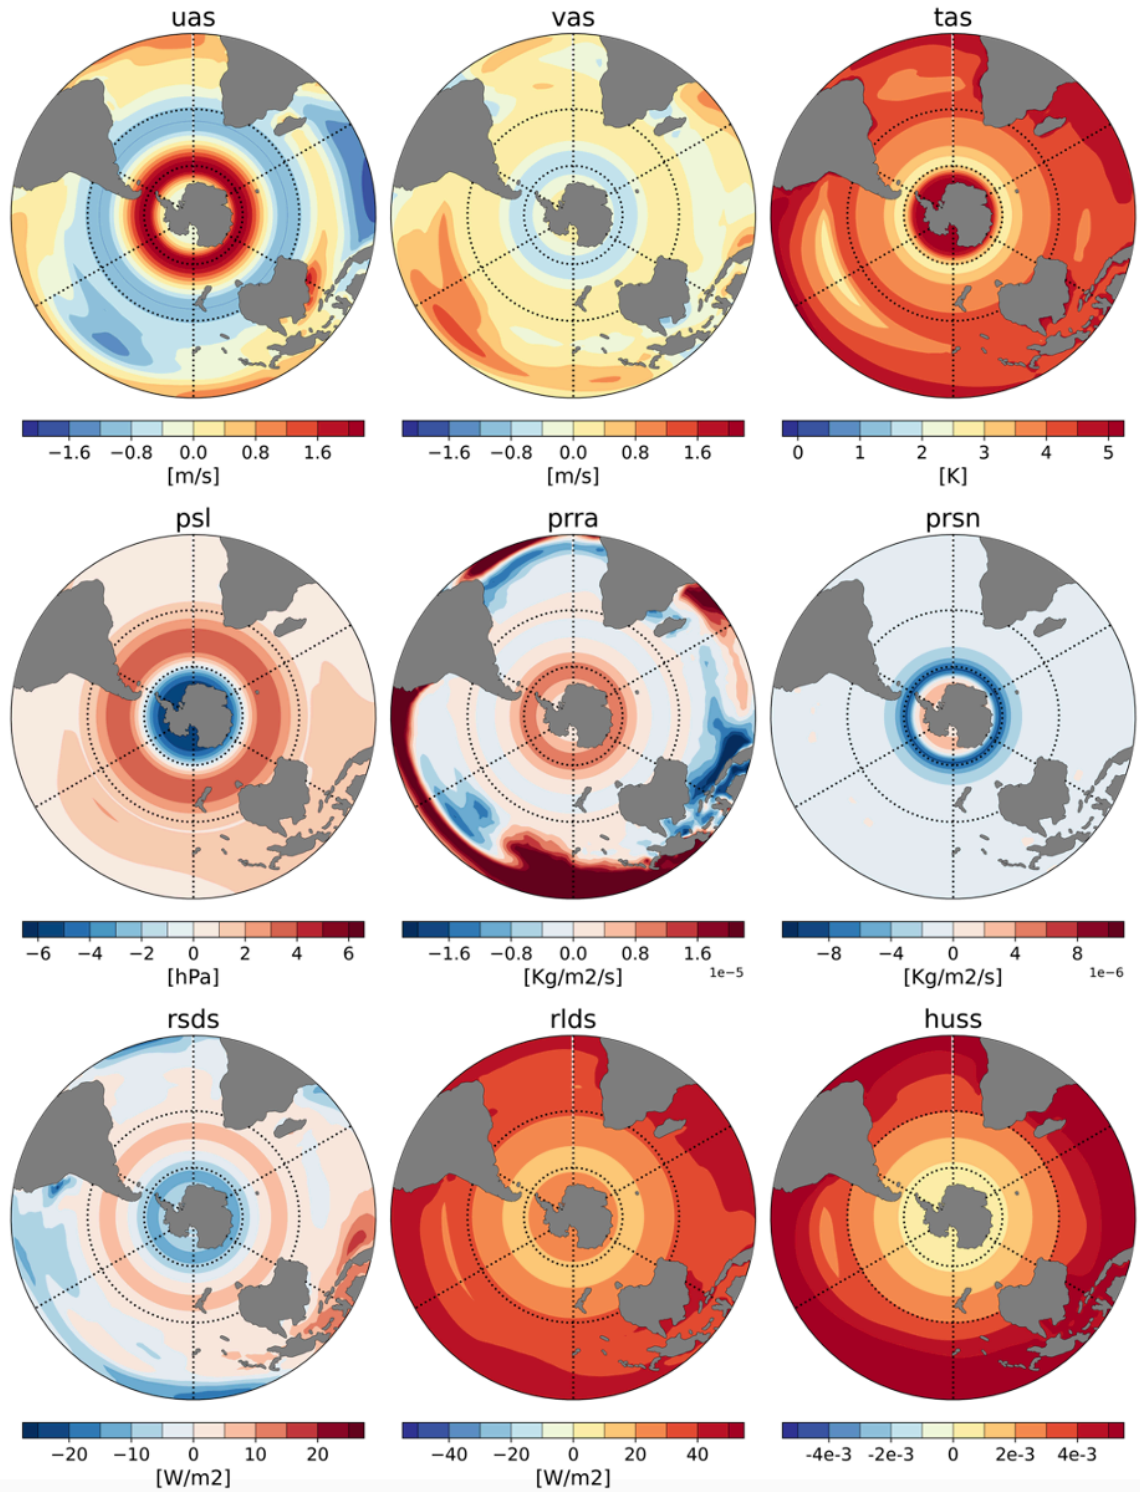 uas vas tas
−1.6 −0.8 0.0 0.8 1.6 −1.6 −0.8 0.0 0.8 1.6 0 1 2 3 4 5
[m/s] [m/s] [K]
psl prra prsn
−6 −4 −2 0 2 4 6 −1.6 −0.8 0.0 0.8 1.6 −8 −4 0 4 8
[hPa] [Kg/m2/s] 1e−5 [Kg/m2/s] 1e−6
rsds rlds huss
−20 −10 0 10 20 −40 −20 0 20 40 -4e-3 -2e-3 0 2e-3 4e-3
[W/m2] [W/m2]